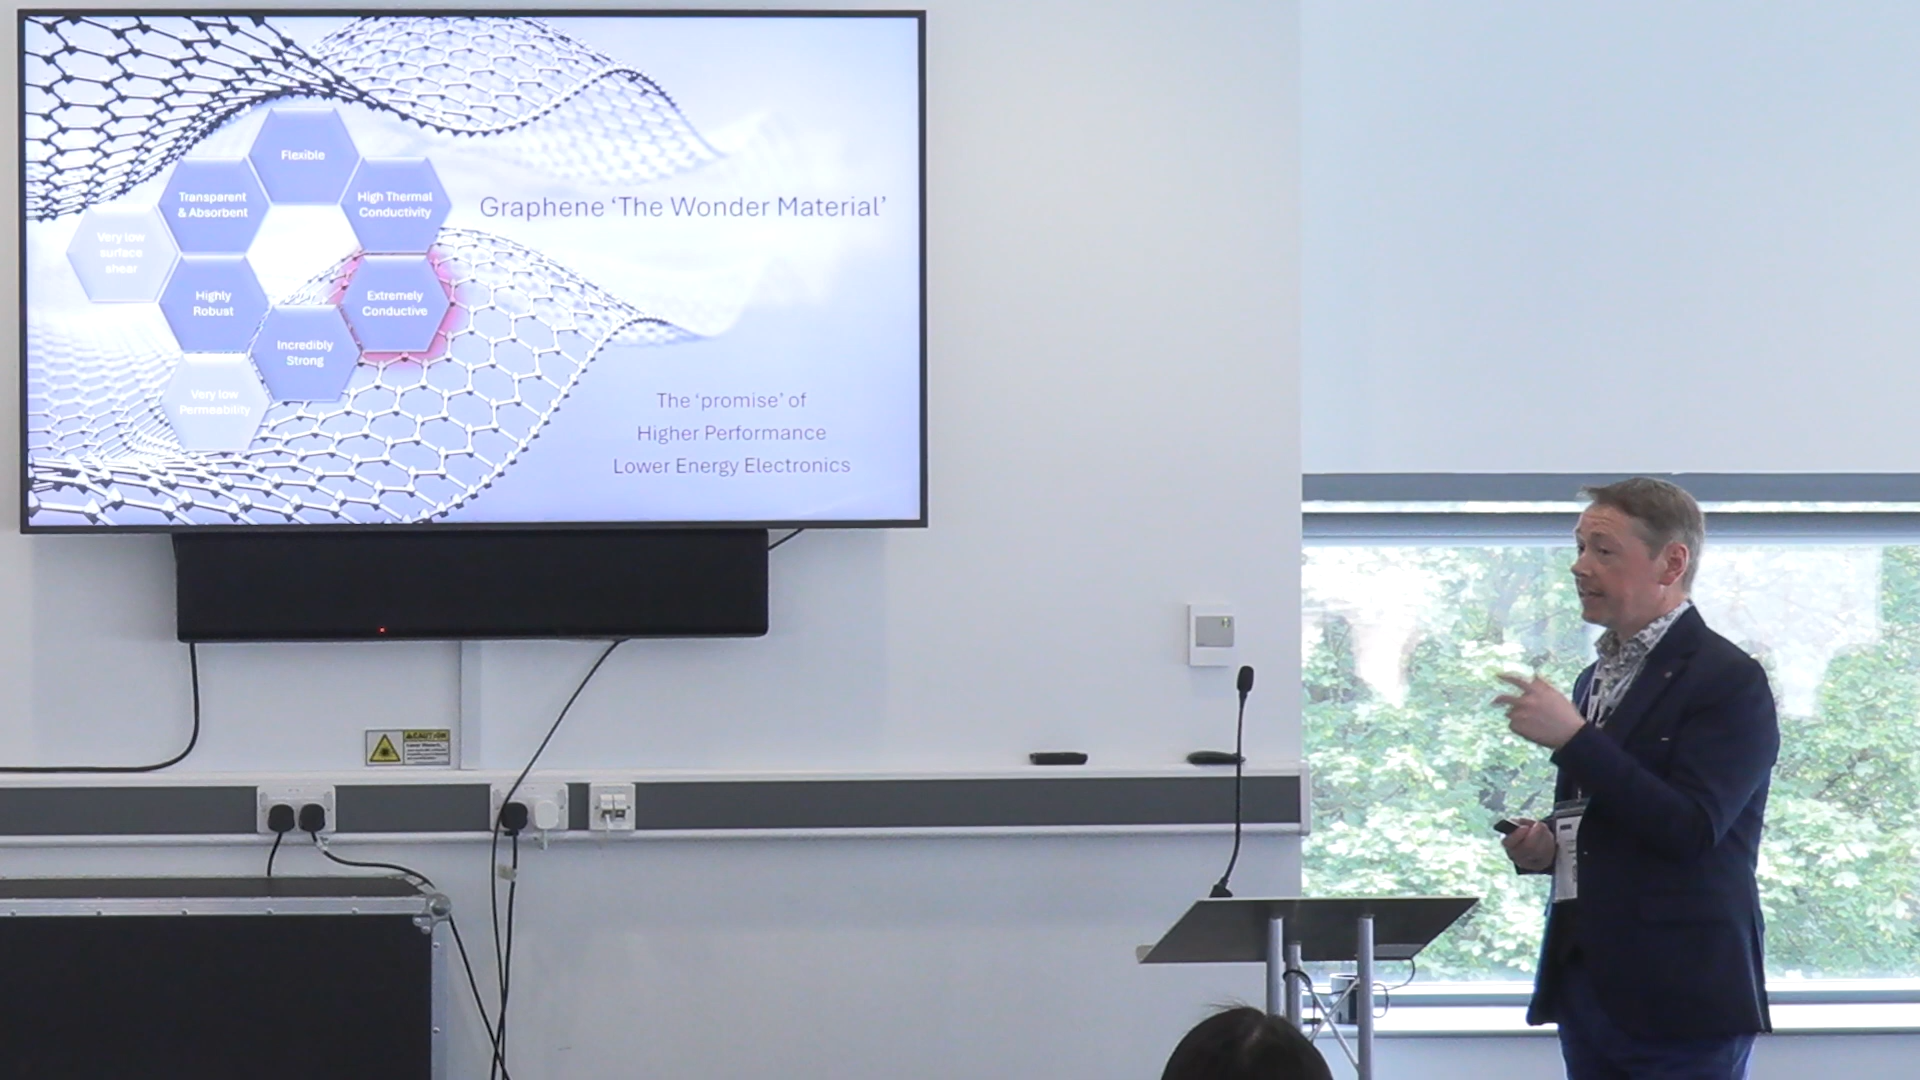 Flexible
Transparent
& Absorbent
High Thermal
Conductivity
Graphene ‘The Wonder Material’
Very low
surface
shear
Highly
Robust
Extremely
Conductive
Incredibly
Strong
Very low
Permeability
The ‘promise’ of
Higher Performance
Lower Energy Electronics
CAUTION